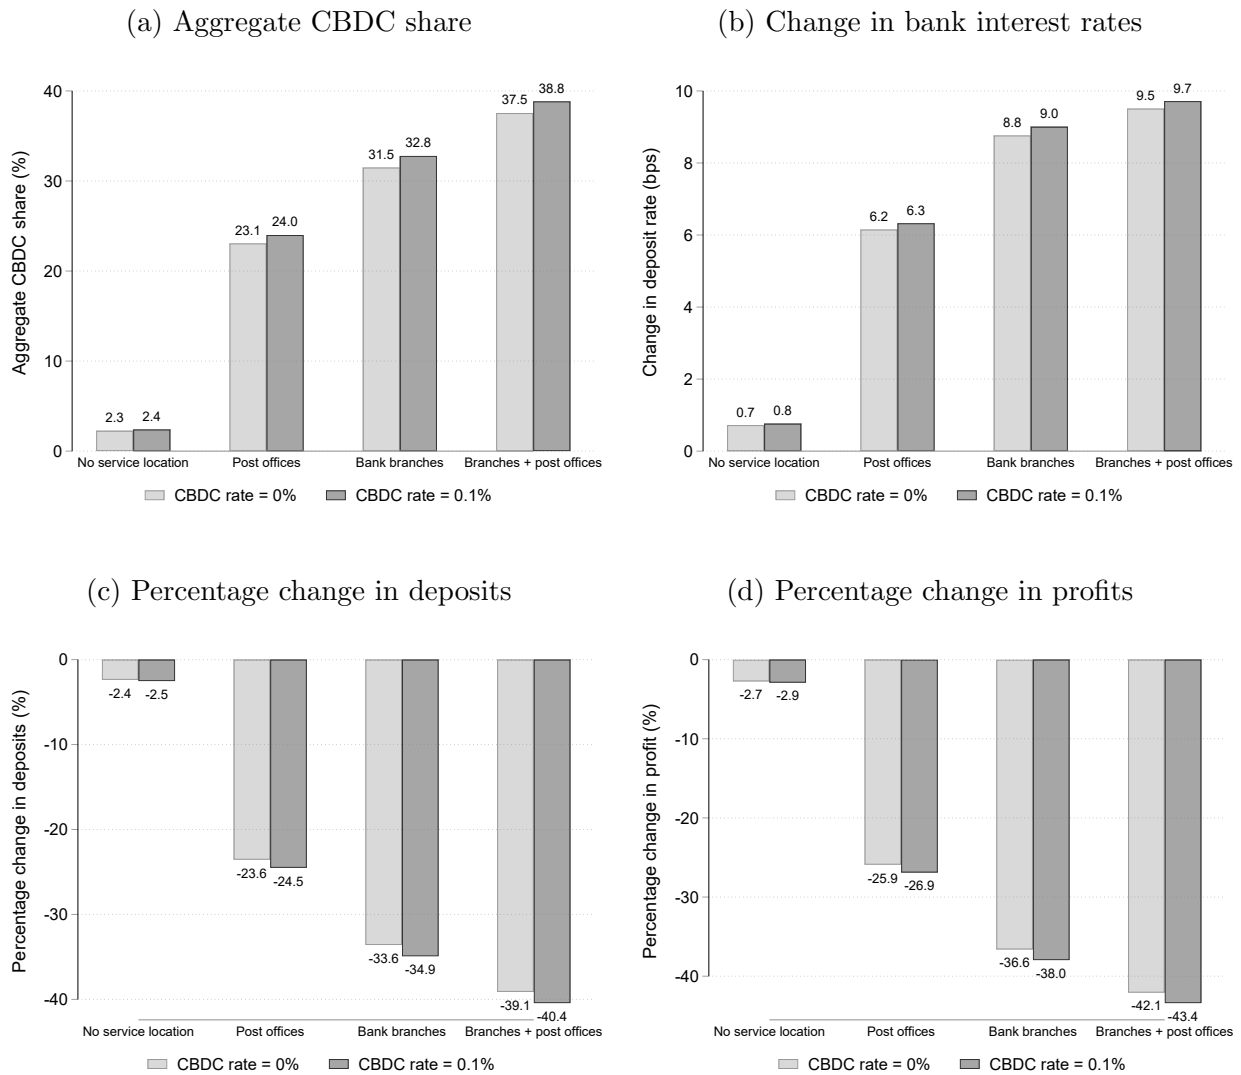 (a) Aggregate CBDC share
Aggregate CBDC share (%)
40
30
20
10
0
2.3 2.4
23.1 24.0
31.5 32.8
37.5 38.8
No service location Post offices Bank branches Branches + post offices
CBDC rate = 0% CBDC rate = 0.1%
(b) Change in bank interest rates
Change in deposit rate (bps)
10
8
6
4
2
0
0.7 0.8
6.2 6.3
8.8 9.0
9.5 9.7
No service location Post offices Bank branches Branches + post offices
CBDC rate = 0% CBDC rate = 0.1%
(c) Percentage change in deposits
Percentage change in deposits (%)
0
-10
-20
-30
-40
-2.4 -2.5
-23.6 -24.5
-33.6 -34.9
-39.1 -40.4
No service location Post offices Bank branches Branches + post offices
CBDC rate = 0% CBDC rate = 0.1%
(d) Percentage change in profits
Percentage change in profit (%)
0
-10
-20
-30
-40
-2.7 -2.9
-25.9 -26.9
-36.6 -38.0
-42.1 -43.4
No service location Post offices Bank branches Branches + post offices
CBDC rate = 0% CBDC rate = 0.1%